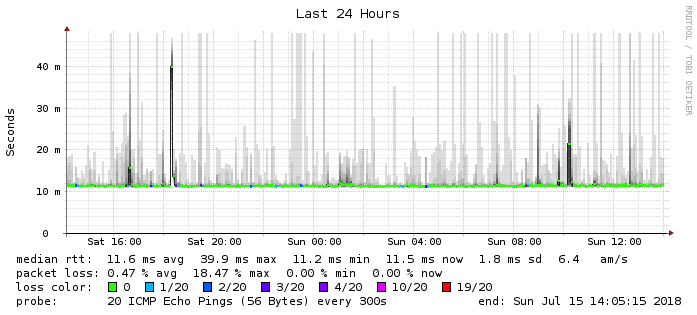 Last 24 Hours
RRDTOOL / TOBI OETIKER
Seconds
40 m
30 m
20 m
10 m
0
Sat 16:00 Sat 20:00 Sun 00:00 Sun 04:00 Sun 08:00 Sun 12:00
median rtt: 11.6 ms avg 39.9 ms max 11.2 ms min 11.5 ms now 1.8 ms sd 6.4 am/s
packet loss: 0.47 % avg 18.47 % max 0.00 % min 0.00 % now
loss color: 0 1/20 2/20 3/20 4/20 10/20 19/20
probe: 20 ICMP Echo Pings (56 Bytes) every 300s end: Sun Jul 15 14:05:15 2018